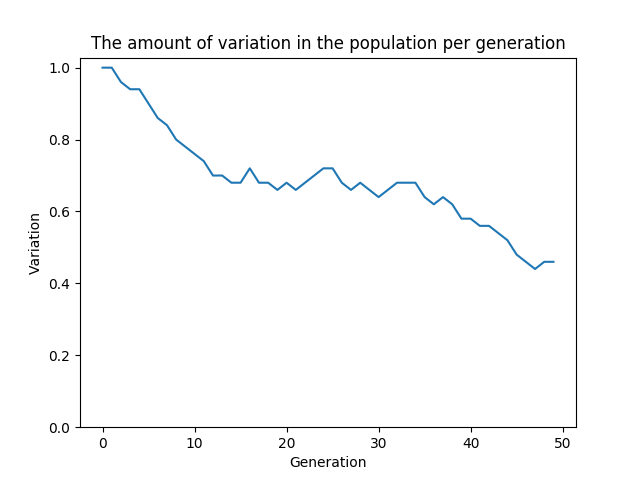 The amount of variation in the population per generation
1.0
0.8
0.6
0.4
0.2
0.0
Variation
0 10 20 30 40 50
Generation